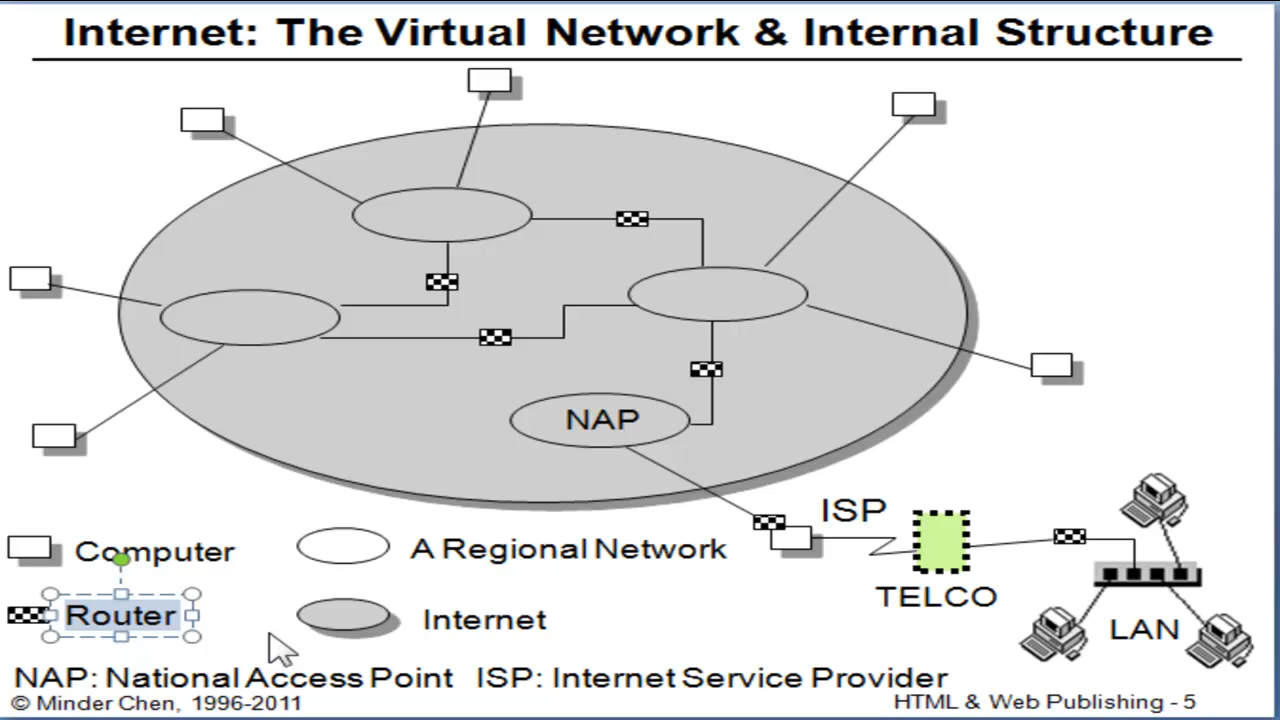 Internet: The Virtual Network & Internal Structure
NAP
ISP
TELCO
LAN
Computer
A Regional Network
Router
Internet
NAP: National Access Point ISP: Internet Service Provider
© Minder Chen, 1996-2011
HTML & Web Publishing - 5